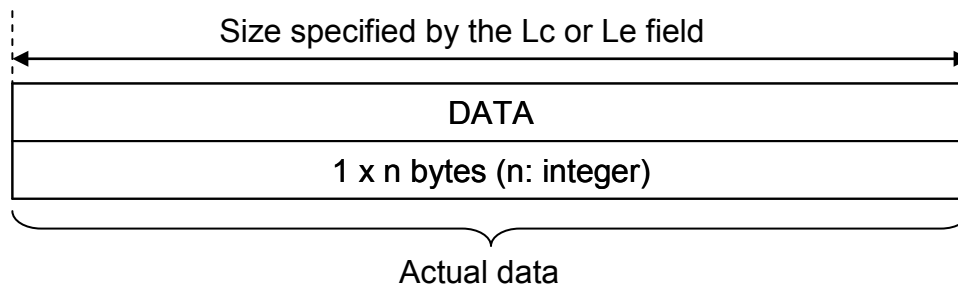 Size specified by the Lc or Le field
DATA
1 x n bytes (n: integer)
Actual data